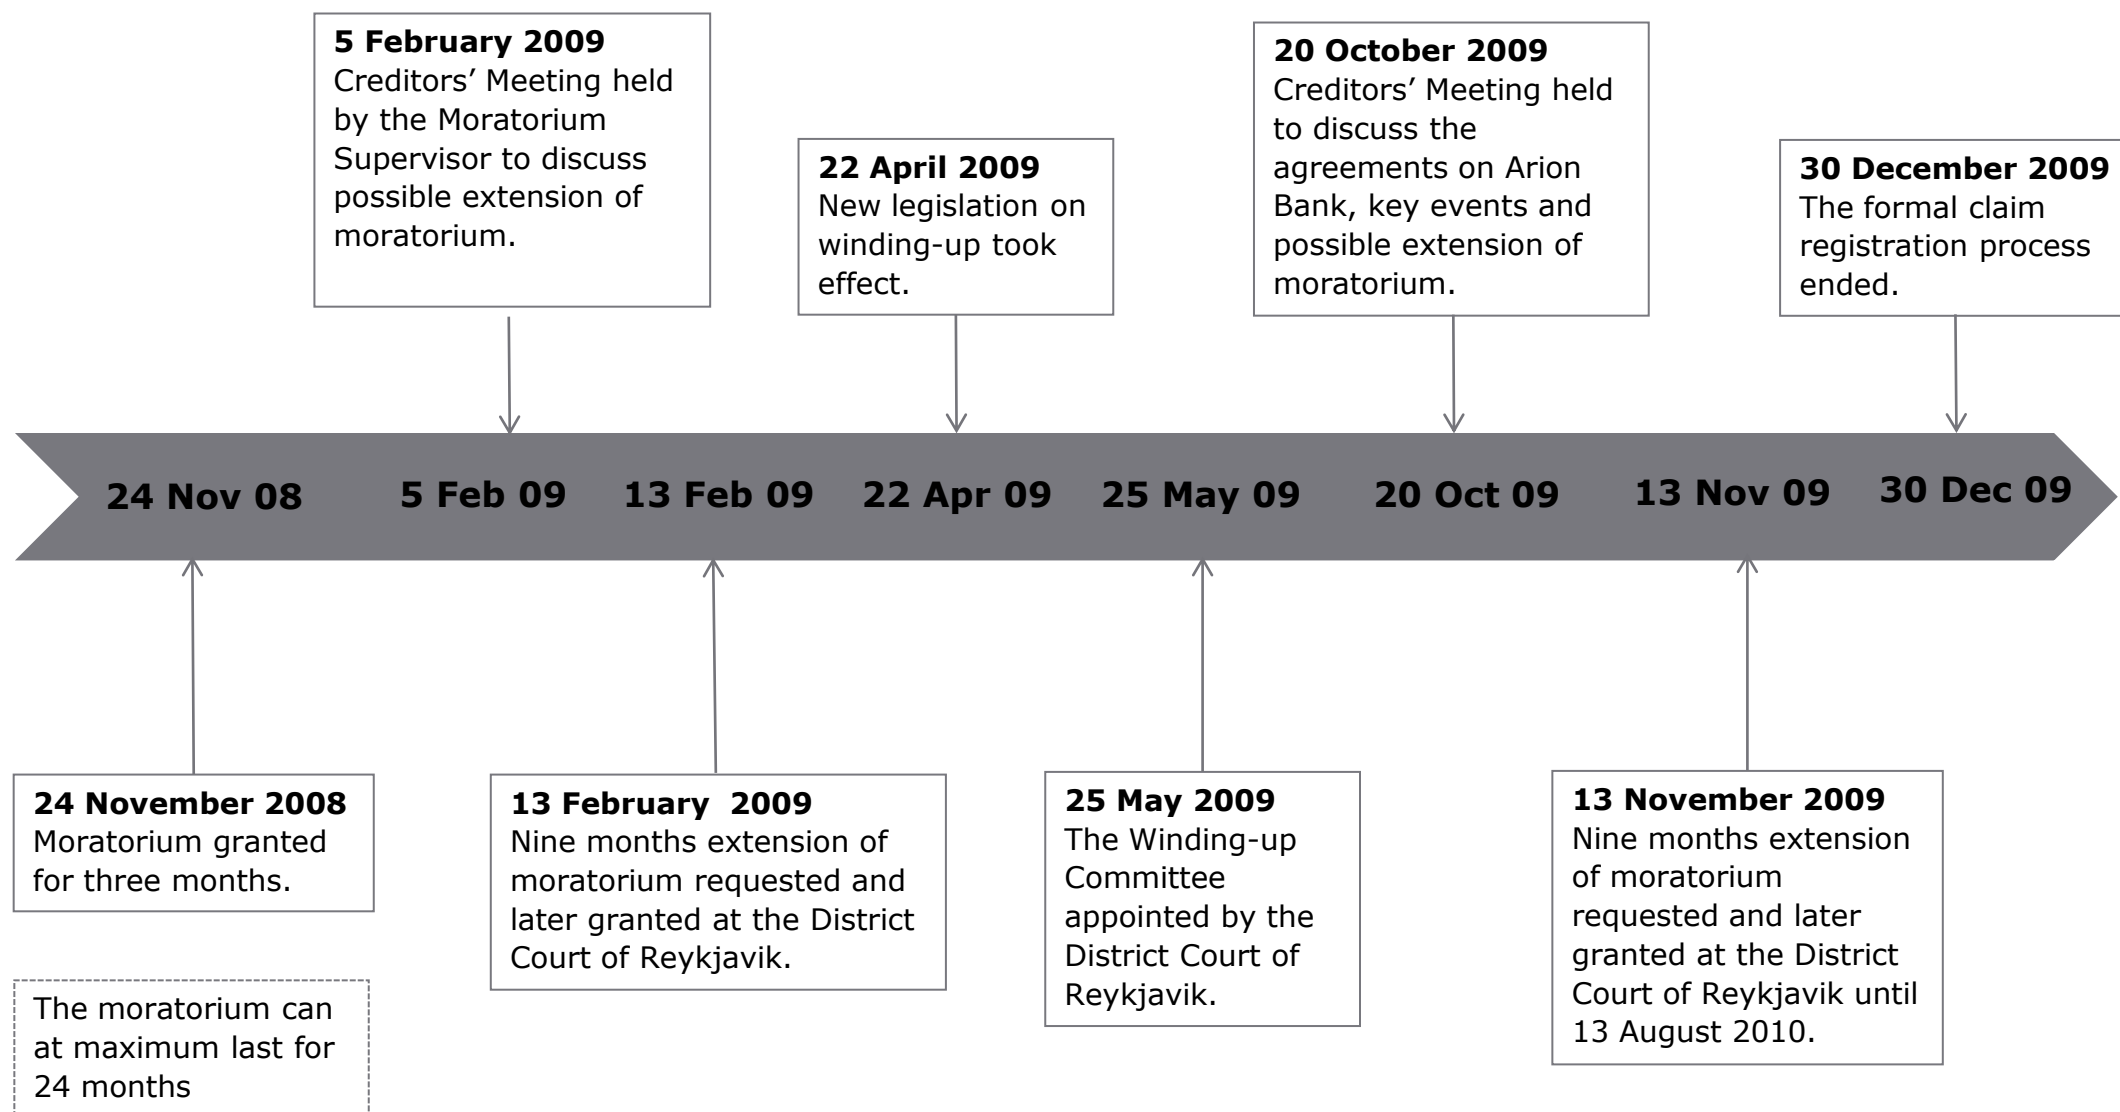 5 February 2009
Creditors’ Meeting held
by the Moratorium
Supervisor to discuss
possible extension of
moratorium.
22 April 2009
New legislation on
winding-up took
effect.
20 October 2009
Creditors’ Meeting held
to discuss the
agreements on Arion
Bank, key events and
possible extension of
moratorium.
30 December 2009
The formal claim
registration process
ended.
24 Nov 08
5 Feb 09
13 Feb 09
22 Apr 09
25 May 09
20 Oct 09
13 Nov 09
30 Dec 09
24 November 2008
Moratorium granted
for three months.
13 February  2009
Nine months extension of
moratorium requested and
later granted at the District
Court of Reykjavik.
25 May 2009
The Winding-up
Committee
appointed by the
District Court of
Reykjavik.
13 November 2009
Nine months extension
of moratorium
requested and later
granted at the District
Court of Reykjavik until
13 August 2010.
The moratorium can
at maximum last for
24 months